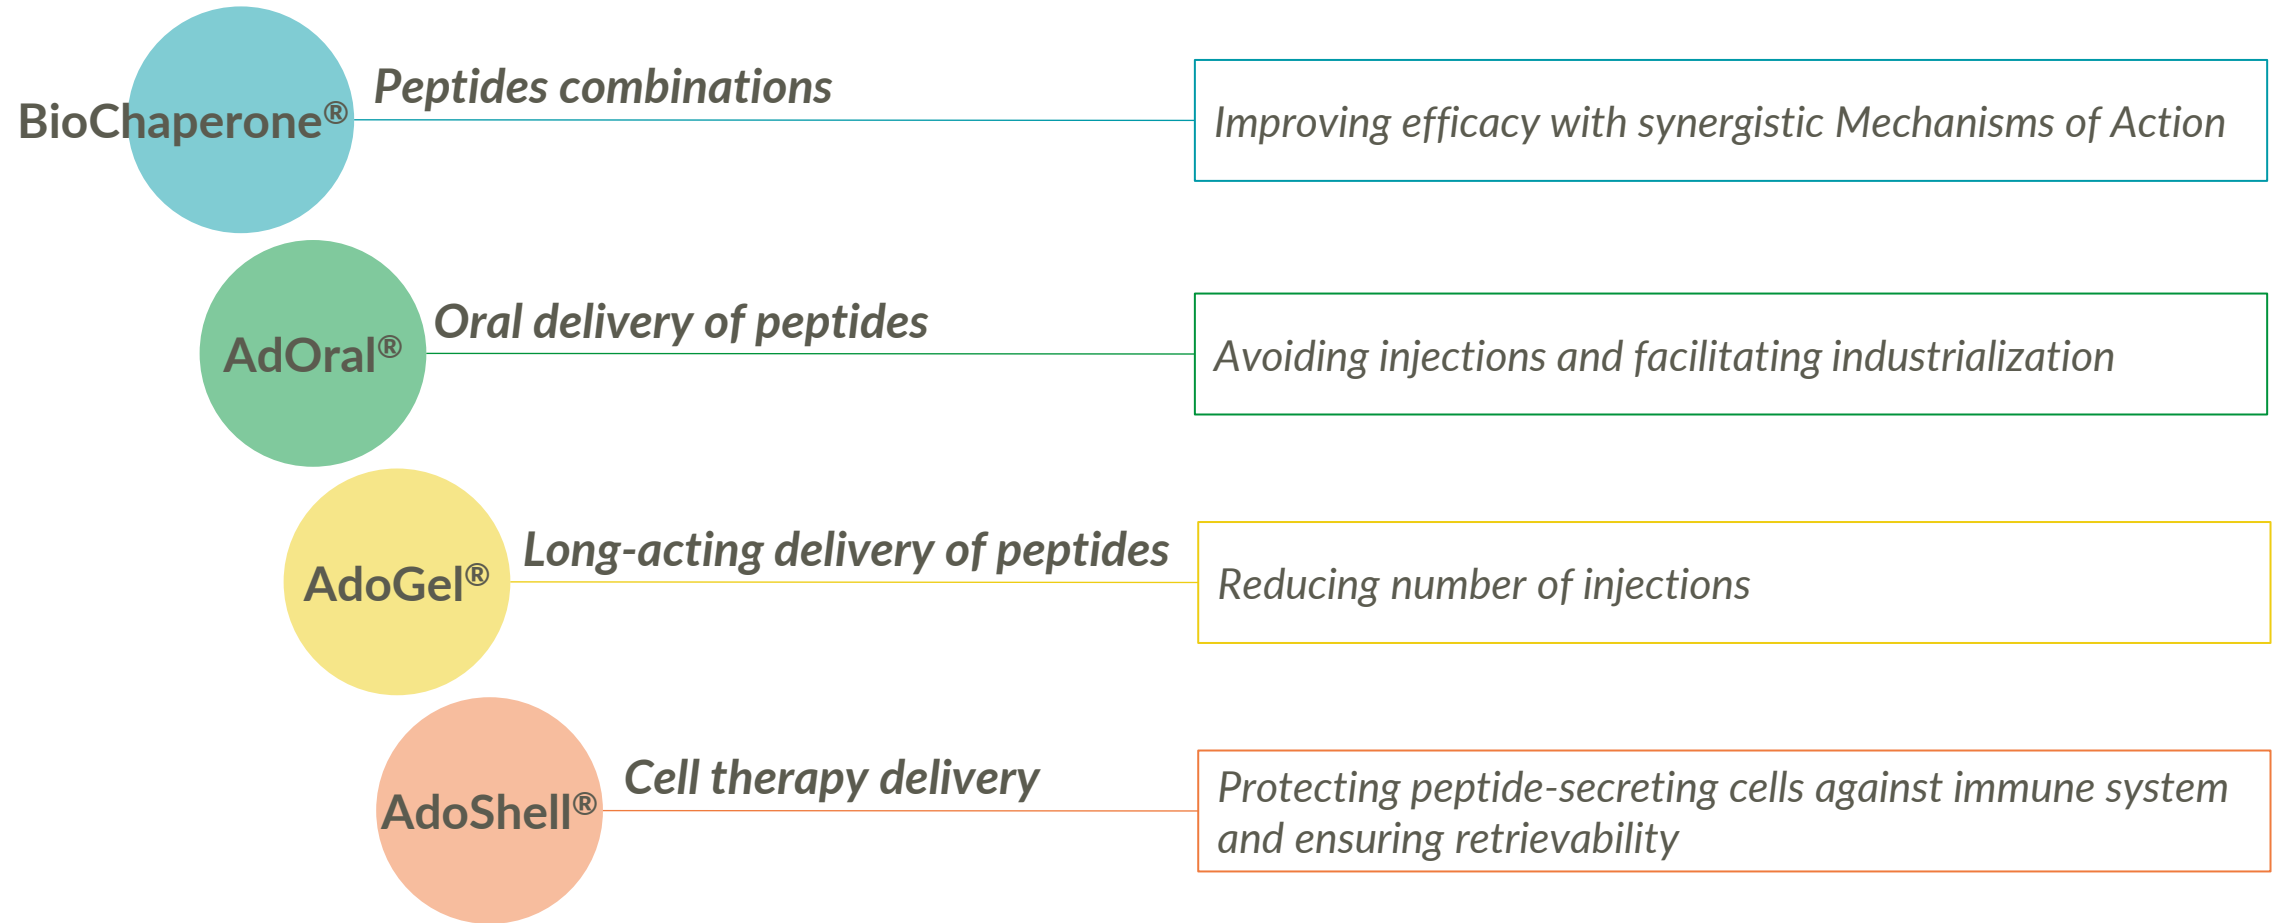 BioChaperone®
Peptides combinations
Improving efficacy with synergistic Mechanisms of Action
AdOral®
Oral delivery of peptides
Avoiding injections and facilitating industrialization
AdoGel®
Long-acting delivery of peptides
Reducing number of injections
AdoShell®
Cell therapy delivery
Protecting peptide-secreting cells against immune system
and ensuring retrievability